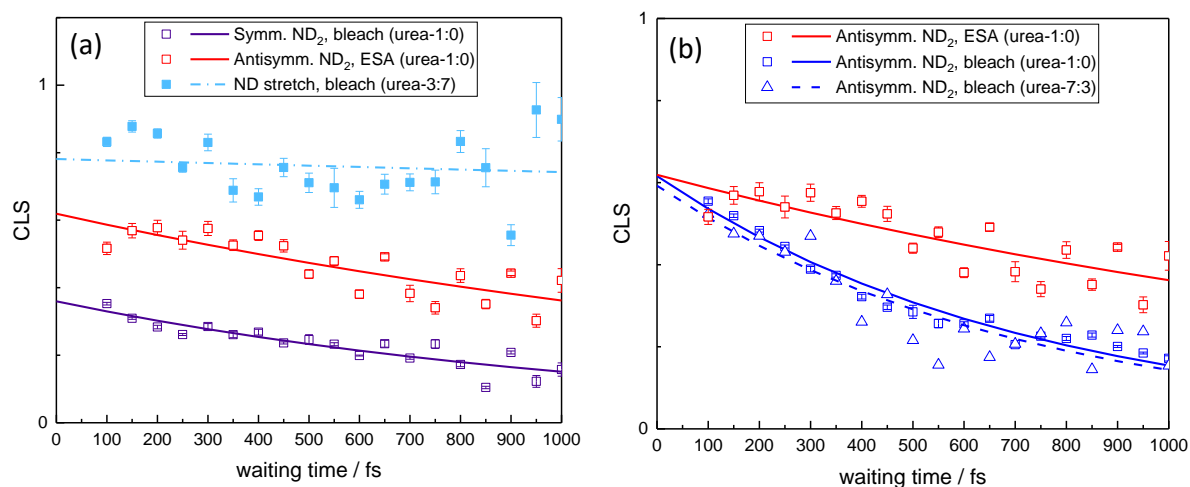 (a)
Symm. ND₂, bleach (urea-1:0)
Antisymm. ND₂, ESA (urea-1:0)
ND stretch, bleach (urea-3:7)
1
0
CLS
0 100 200 300 400 500 600 700 800 900 1000
waiting time / fs
(b)
Antisymm. ND₂, ESA (urea-1:0)
Antisymm. ND₂, bleach (urea-1:0)
Antisymm. ND₂, bleach (urea-7:3)
1
0
CLS
0 100 200 300 400 500 600 700 800 900 1000
waiting time / fs